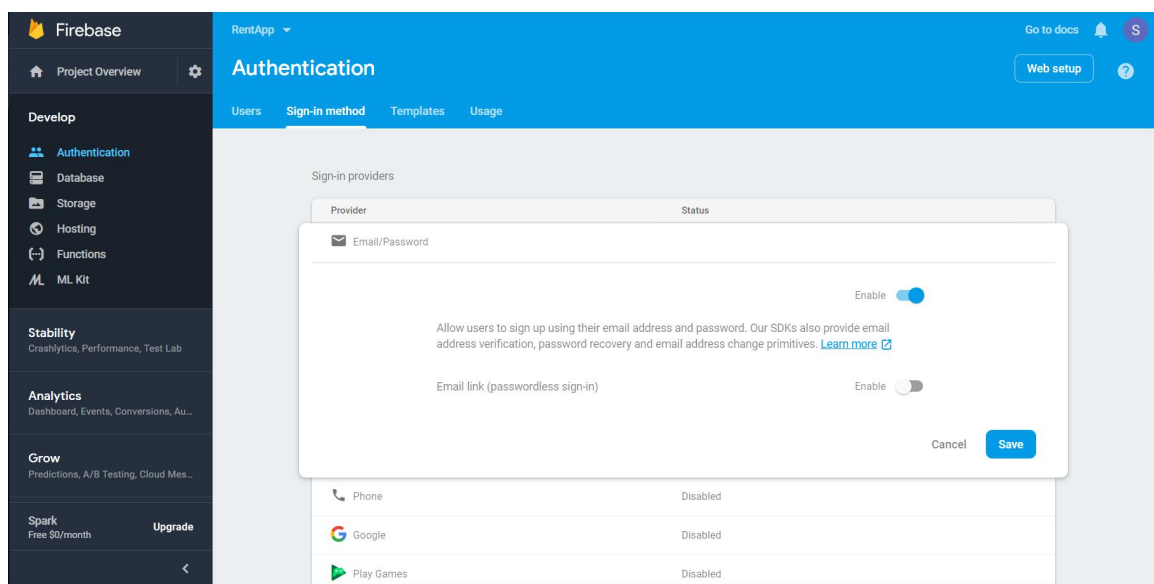 Firebase
Project Overview
Develop
Authentication
Database
Storage
Hosting
Functions
ML Kit
Stability
Crashlytics, Performance, Test Lab
Analytics
Dashboard, Events, Conversions, Au...
Grow
Predictions, A/B Testing, Cloud Mes...
Spark
Free $0/month
Upgrade
RentApp
Go to docs
S
Authentication
Web setup
?
Users Sign-in method Templates Usage
Sign-in providers
Provider Status
Email/Password
Enable
Allow users to sign up using their email address and password. Our SDKs also provide email
address verification, password recovery and email address change primitives. Learn more
Email link (passwordless sign-in) Enable
Cancel Save
Phone Disabled
Google Disabled
Play Games Disabled